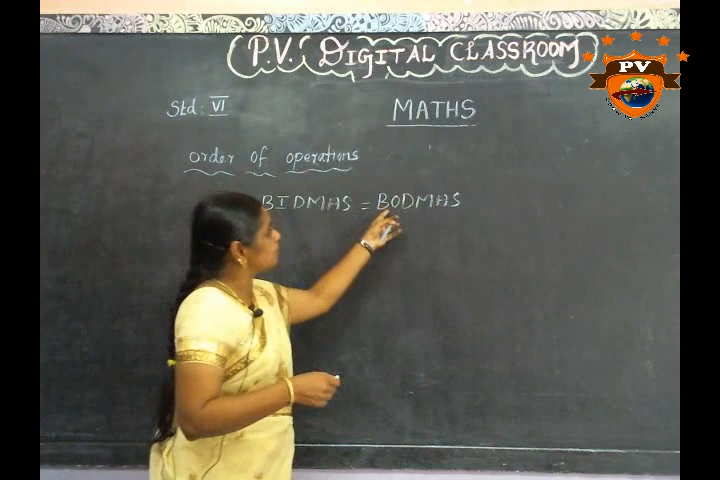 P.V. DIGITAL CLASSROOM
PV
Std: VI
MATHS
order of operations
BIDMAS = BODMAS